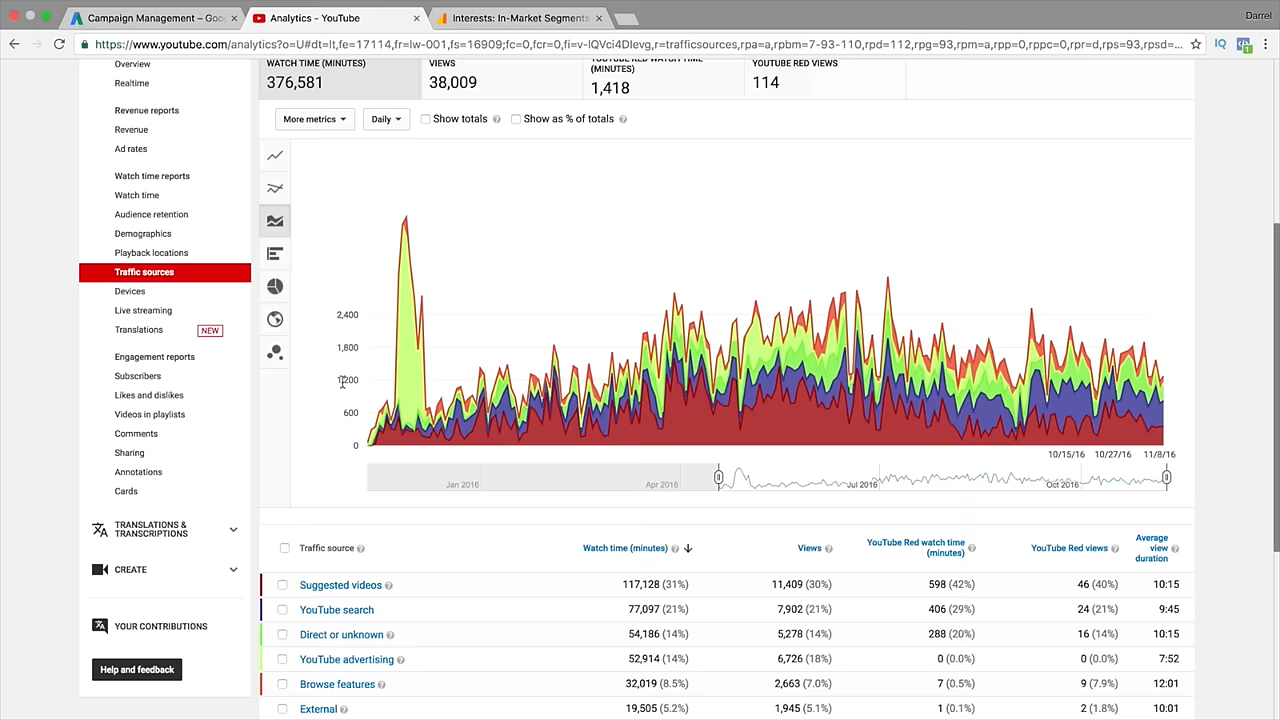 Campaign Management – Goo
Analytics - YouTube
Interests: In-Market Segments
Darrel
https://www.youtube.com/analytics?o=U#dt=lt,fe=17114,fr=lw-001,fs=16909;fc=0,fcr=0,fi=v-lQVci4DIevg,r=trafficsources,rpa=a,rpbm=7-93-110,rpd=112,rpg=93,rpm=a,rpp=0,rppc=0,rpr=d,rps=93,rpsd=...
IQ
1
Overview
Realtime
Revenue reports
Revenue
Ad rates
Watch time reports
Watch time
Audience retention
Demographics
Playback locations
Traffic sources
Devices
Live streaming
Translations NEW
Engagement reports
Subscribers
Likes and dislikes
Videos in playlists
Comments
Sharing
Annotations
Cards
TRANSLATIONS &
TRANSCRIPTIONS
CREATE
YOUR CONTRIBUTIONS
Help and feedback
WATCH TIME (MINUTES)
376,581
VIEWS
38,009
YOUTUBE RED WATCH TIME
(MINUTES)
1,418
YOUTUBE RED VIEWS
114
More metrics Daily Show totals Show as % of totals
2,400
1,800
1,200
600
0
10/15/16 10/27/16 11/8/16
Jan 2016 Apr 2016 Jul 2016 Oct 2016
Traffic source Watch time (minutes) Views YouTube Red watch time (minutes) YouTube Red views Average view duration
Suggested videos 117,128 (31%) 11,409 (30%) 598 (42%) 46 (40%) 10:15
YouTube search 77,097 (21%) 7,902 (21%) 406 (29%) 24 (21%) 9:45
Direct or unknown 54,186 (14%) 5,278 (14%) 288 (20%) 16 (14%) 10:15
YouTube advertising 52,914 (14%) 6,726 (18%) 0 (0.0%) 0 (0.0%) 7:52
Browse features 32,019 (8.5%) 2,663 (7.0%) 7 (0.5%) 9 (7.9%) 12:01
External 19,505 (5.2%) 1,945 (5.1%) 1 (0.1%) 2 (1.8%) 10:01